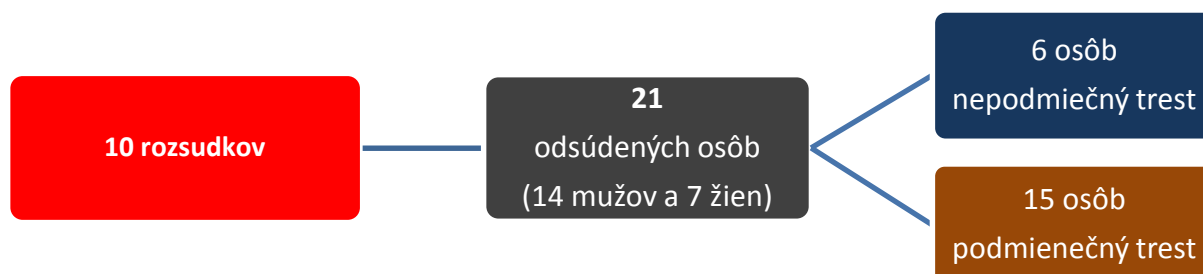 10 rozsudkov
21
odsúdených osôb
(14 mužov a 7 žien)
6 osôb
nepodmiečný trest
15 osôb
podmienečný trest